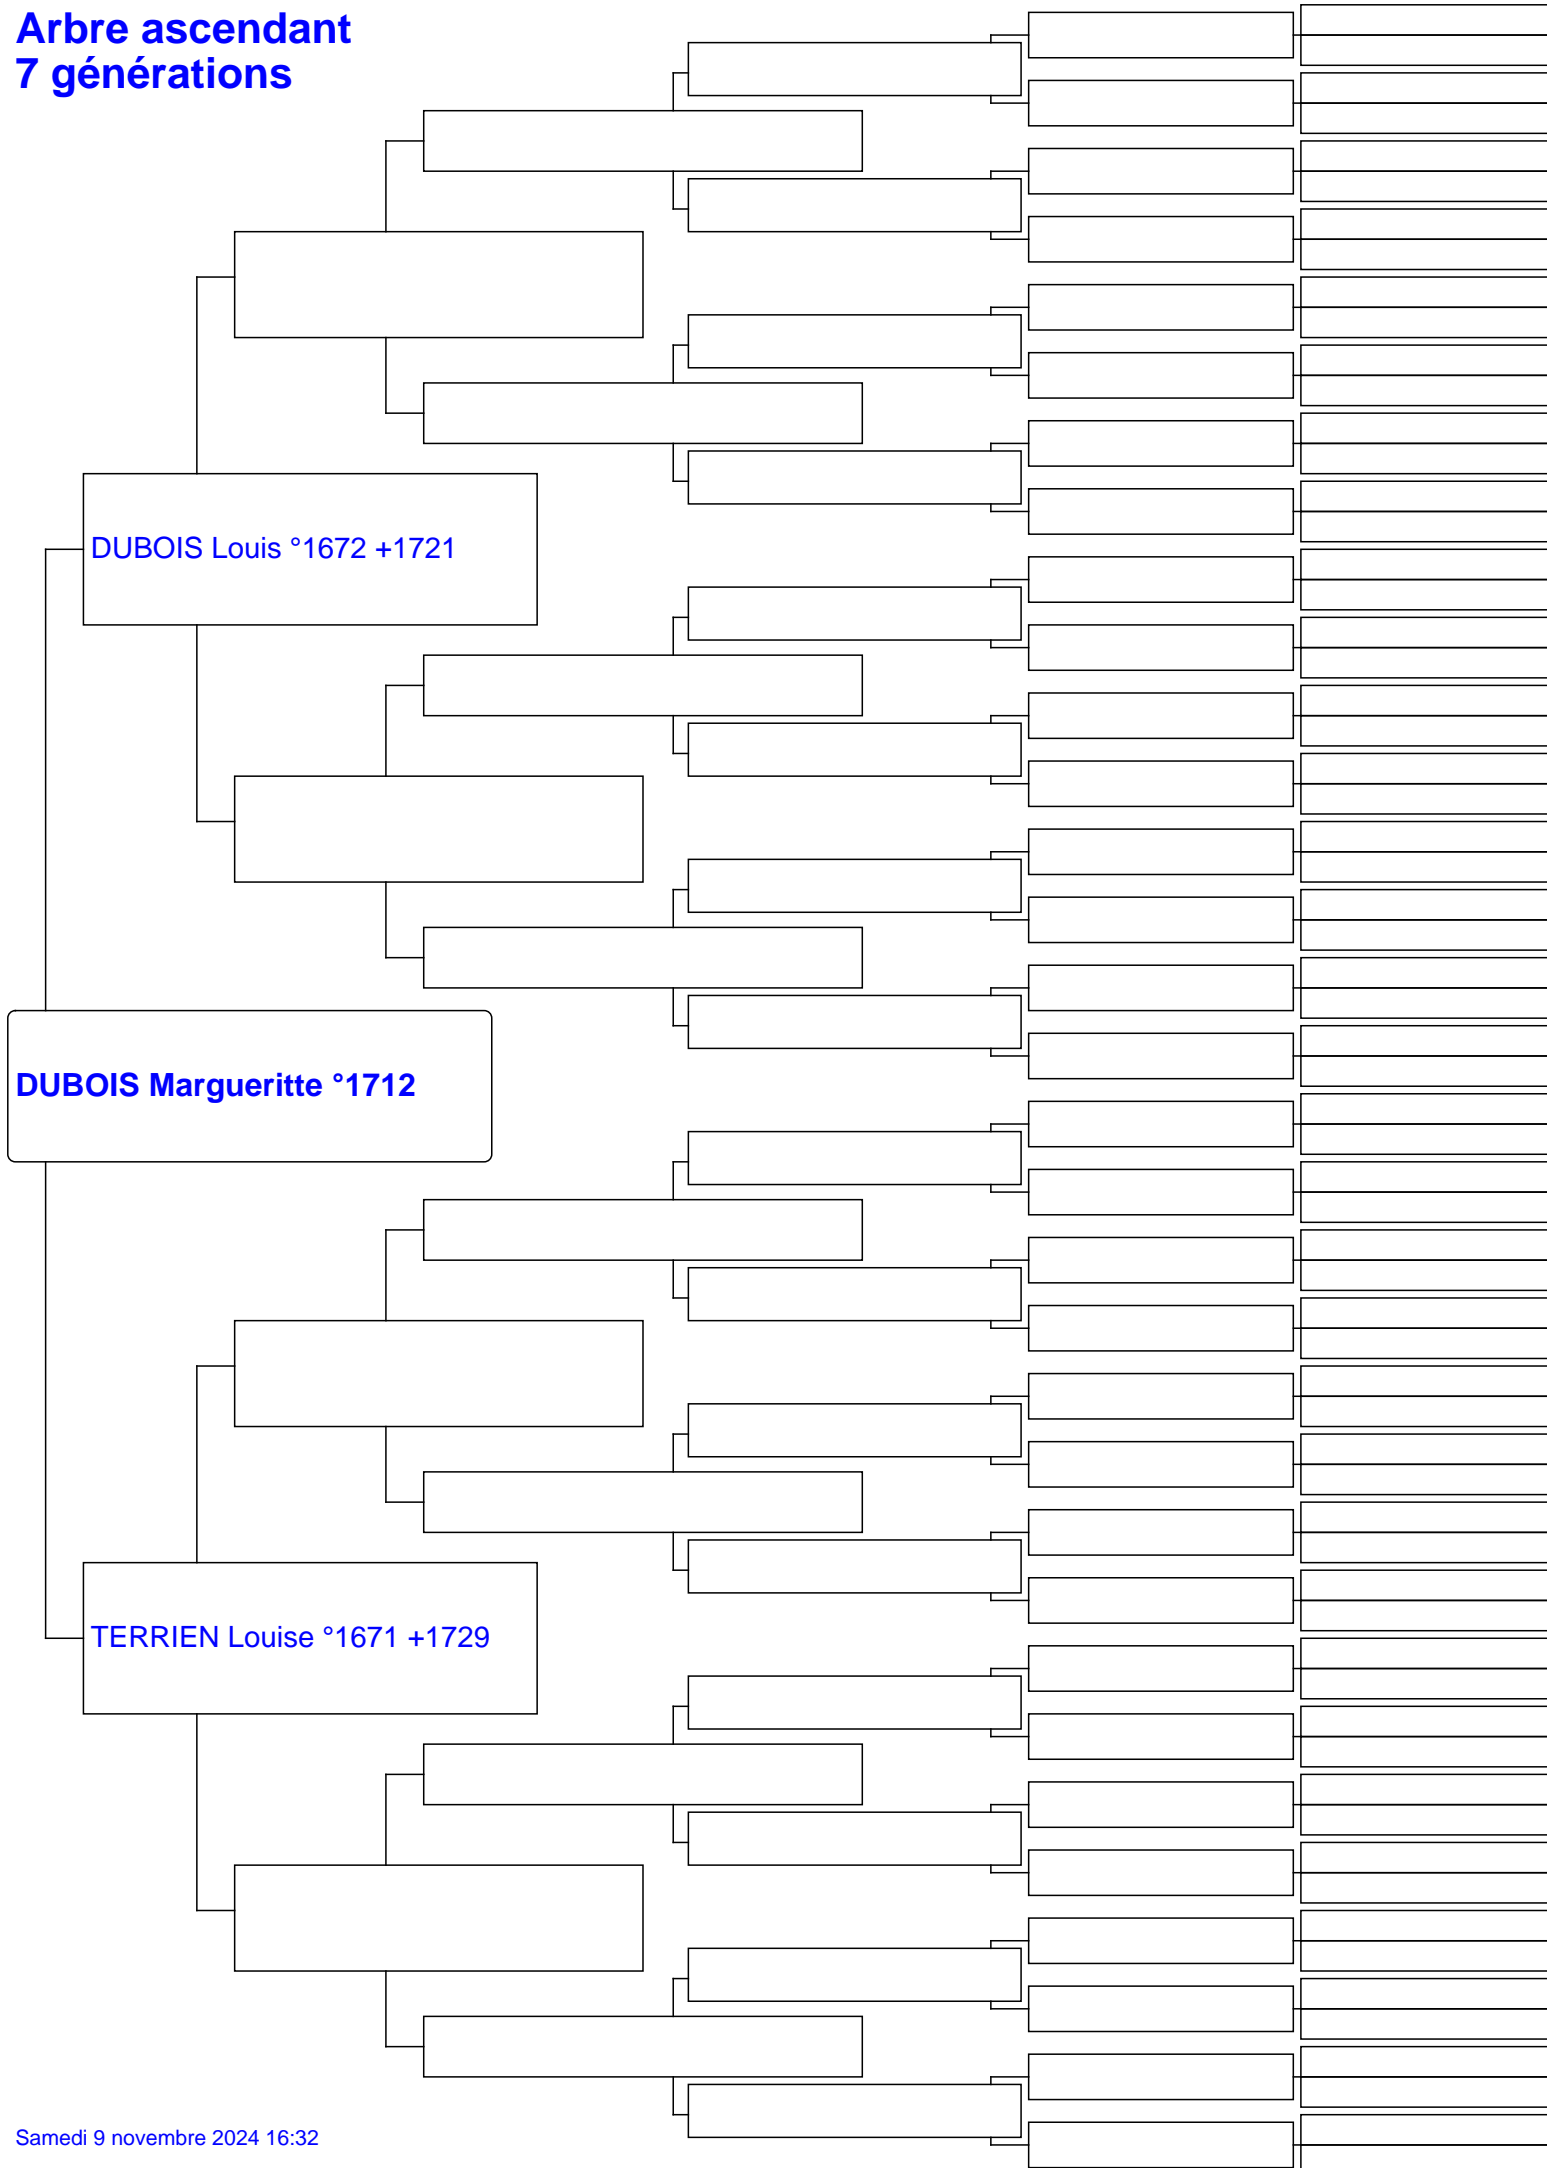 Arbre ascendant
7 générations
DUBOIS Louis °1672 +1721
DUBOIS Margueritte °1712
TERRIEN Louise °1671 +1729
Samedi 9 novembre 2024 16:32